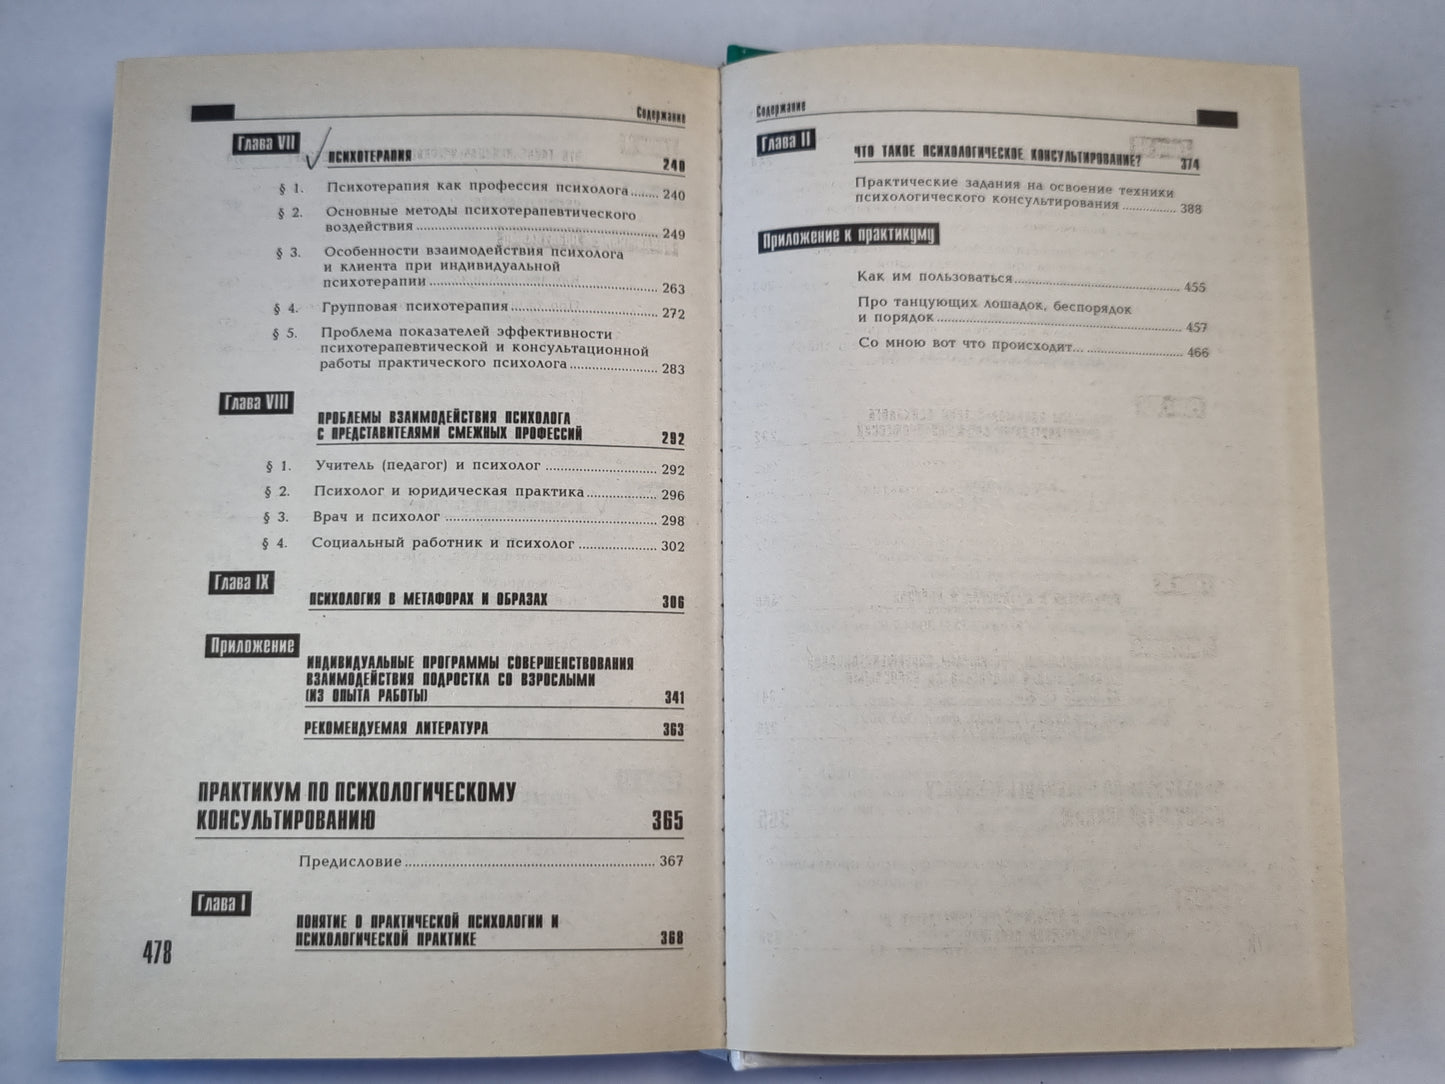 Содержание
Глава VII
ПСИХОТЕРАПИЯ 240
§ 1. Психотерапия как профессия психолога ........ 240
§ 2. Основные методы психотерапевтического
воздействия ........ 249
§ 3. Особенности взаимодействия психолога
и клиента при индивидуальной
психотерапии ........ 263
§ 4. Групповая психотерапия ........ 272
§ 5. Проблема показателей эффективности
психотерапевтической и консультационной
работы практического психолога ........ 283
Глава VIII
ПРОБЛЕМЫ ВЗАИМОДЕЙСТВИЯ ПСИХОЛОГА
С ПРЕДСТАВИТЕЛЯМИ СМЕЖНЫХ ПРОФЕССИЙ 292
§ 1. Учитель (педагог) и психолог ........ 292
§ 2. Психолог и юридическая практика ........ 296
§ 3. Врач и психолог ........ 298
§ 4. Социальный работник и психолог ........ 302
Глава IX
ПСИХОЛОГИЯ В МЕТАФОРАХ И ОБРАЗАХ 306
Приложение
ИНДИВИДУАЛЬНЫЕ ПРОГРАММЫ СОВЕРШЕНСТВОВАНИЯ
ВЗАИМОДЕЙСТВИЯ ПОДРОСТКА СО ВЗРОСЛЫМИ
(ИЗ ОПЫТА РАБОТЫ) 341
РЕКОМЕНДУЕМАЯ ЛИТЕРАТУРА 363
ПРАКТИКУМ ПО ПСИХОЛОГИЧЕСКОМУ
КОНСУЛЬТИРОВАНИЮ 365
Предисловие ........ 367
Глава I
ПОНЯТИЕ О ПРАКТИЧЕСКОЙ ПСИХОЛОГИИ И
ПСИХОЛОГИЧЕСКОЙ ПРАКТИКЕ 368
478
Содержание
Глава II
ЧТО ТАКОЕ ПСИХОЛОГИЧЕСКОЕ КОНСУЛЬТИРОВАНИЕ? 374
Практические задания на освоение техники
психологического консультирования ........ 388
Приложение к практикуму
Как им пользоваться ........ 455
Про танцующих лошадок, беспорядок
и порядок ........ 457
Со мною вот что происходит... ........ 466